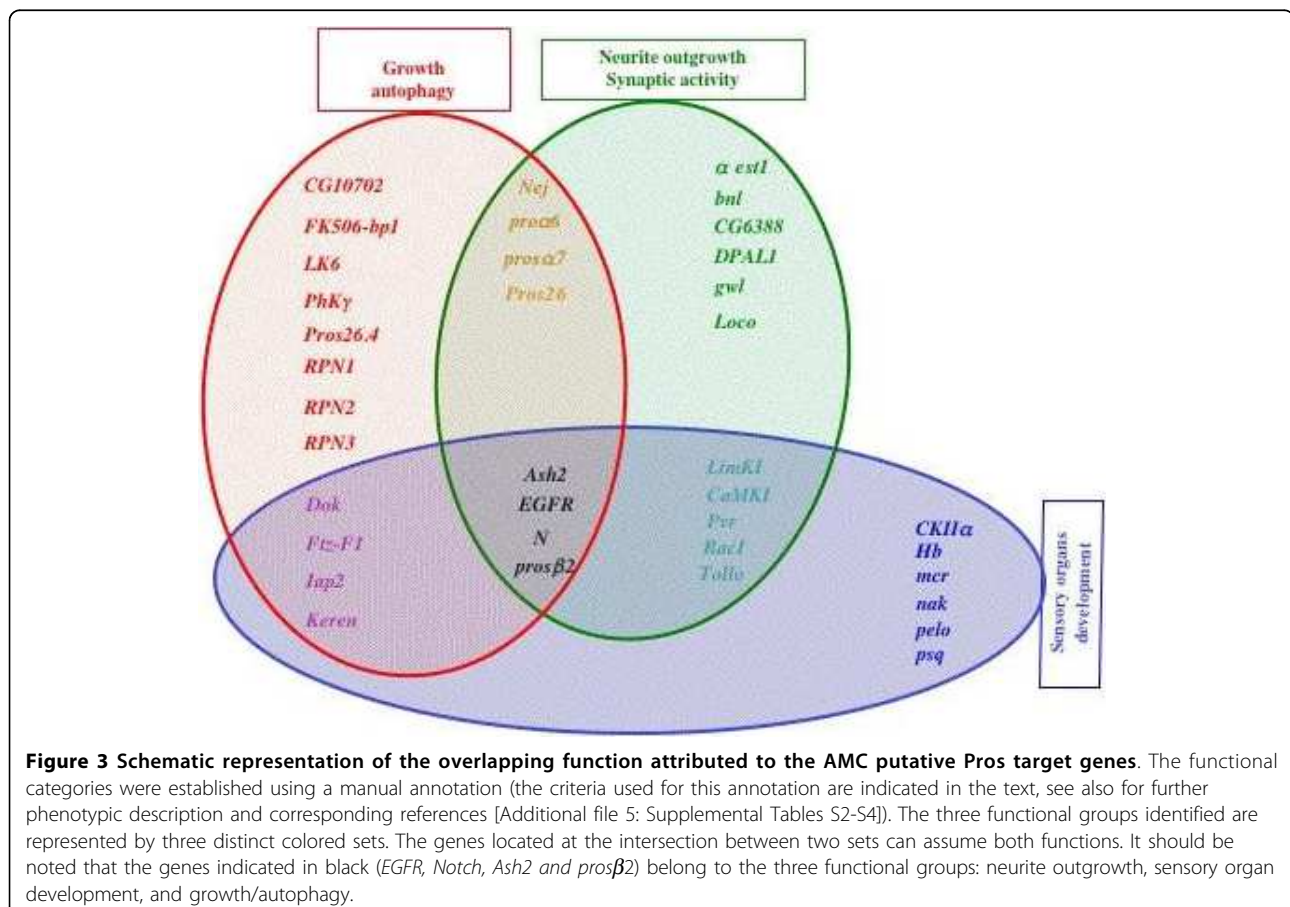 Growth
autophagy
Neurite outgrowth
Synaptic activity
CG10702
FK506-bp1
LK6
PhKγ
Pros26.4
RPN1
RPN2
RPN3
Nej
proα6
prosα7
Pros26
α est1
bnl
CG6388
DPAL1
gwl
Loco
Dok
Ftz-F1
Iap2
Keren
Ash2
EGFR
N
prosβ2
LimK1
CaMKI
Pvr
Rac1
Tollo
CKIIα
Hb
mcr
nak
pelo
psq
Sensory organs
development
Figure 3 Schematic representation of the overlapping function attributed to the AMC putative Pros target genes. The functional
categories were established using a manual annotation (the criteria used for this annotation are indicated in the text, see also for further
phenotypic description and corresponding references [Additional file 5: Supplemental Tables S2-S4]). The three functional groups identified are
represented by three distinct colored sets. The genes located at the intersection between two sets can assume both functions. It should be
noted that the genes indicated in black (EGFR, Notch, Ash2 and prosβ2) belong to the three functional groups: neurite outgrowth, sensory organ
development, and growth/autophagy.